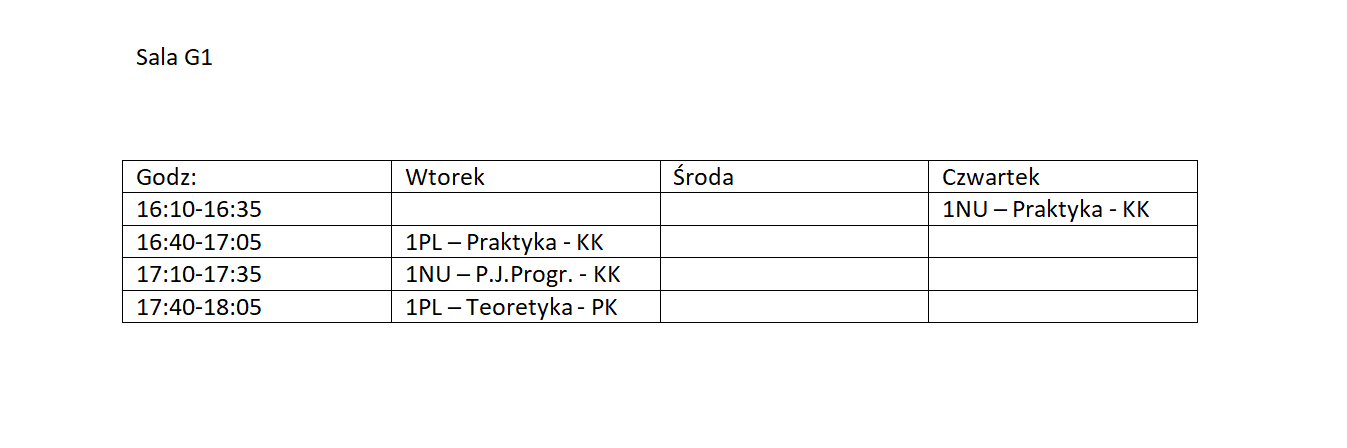 Sala G1
Godz: Wtorek Środa Czwartek
16:10-16:35 1NU – Praktyka - KK
16:40-17:05 1PL – Praktyka - KK
17:10-17:35 1NU – P.J.Progr. - KK
17:40-18:05 1PL – Teoretyka - PK